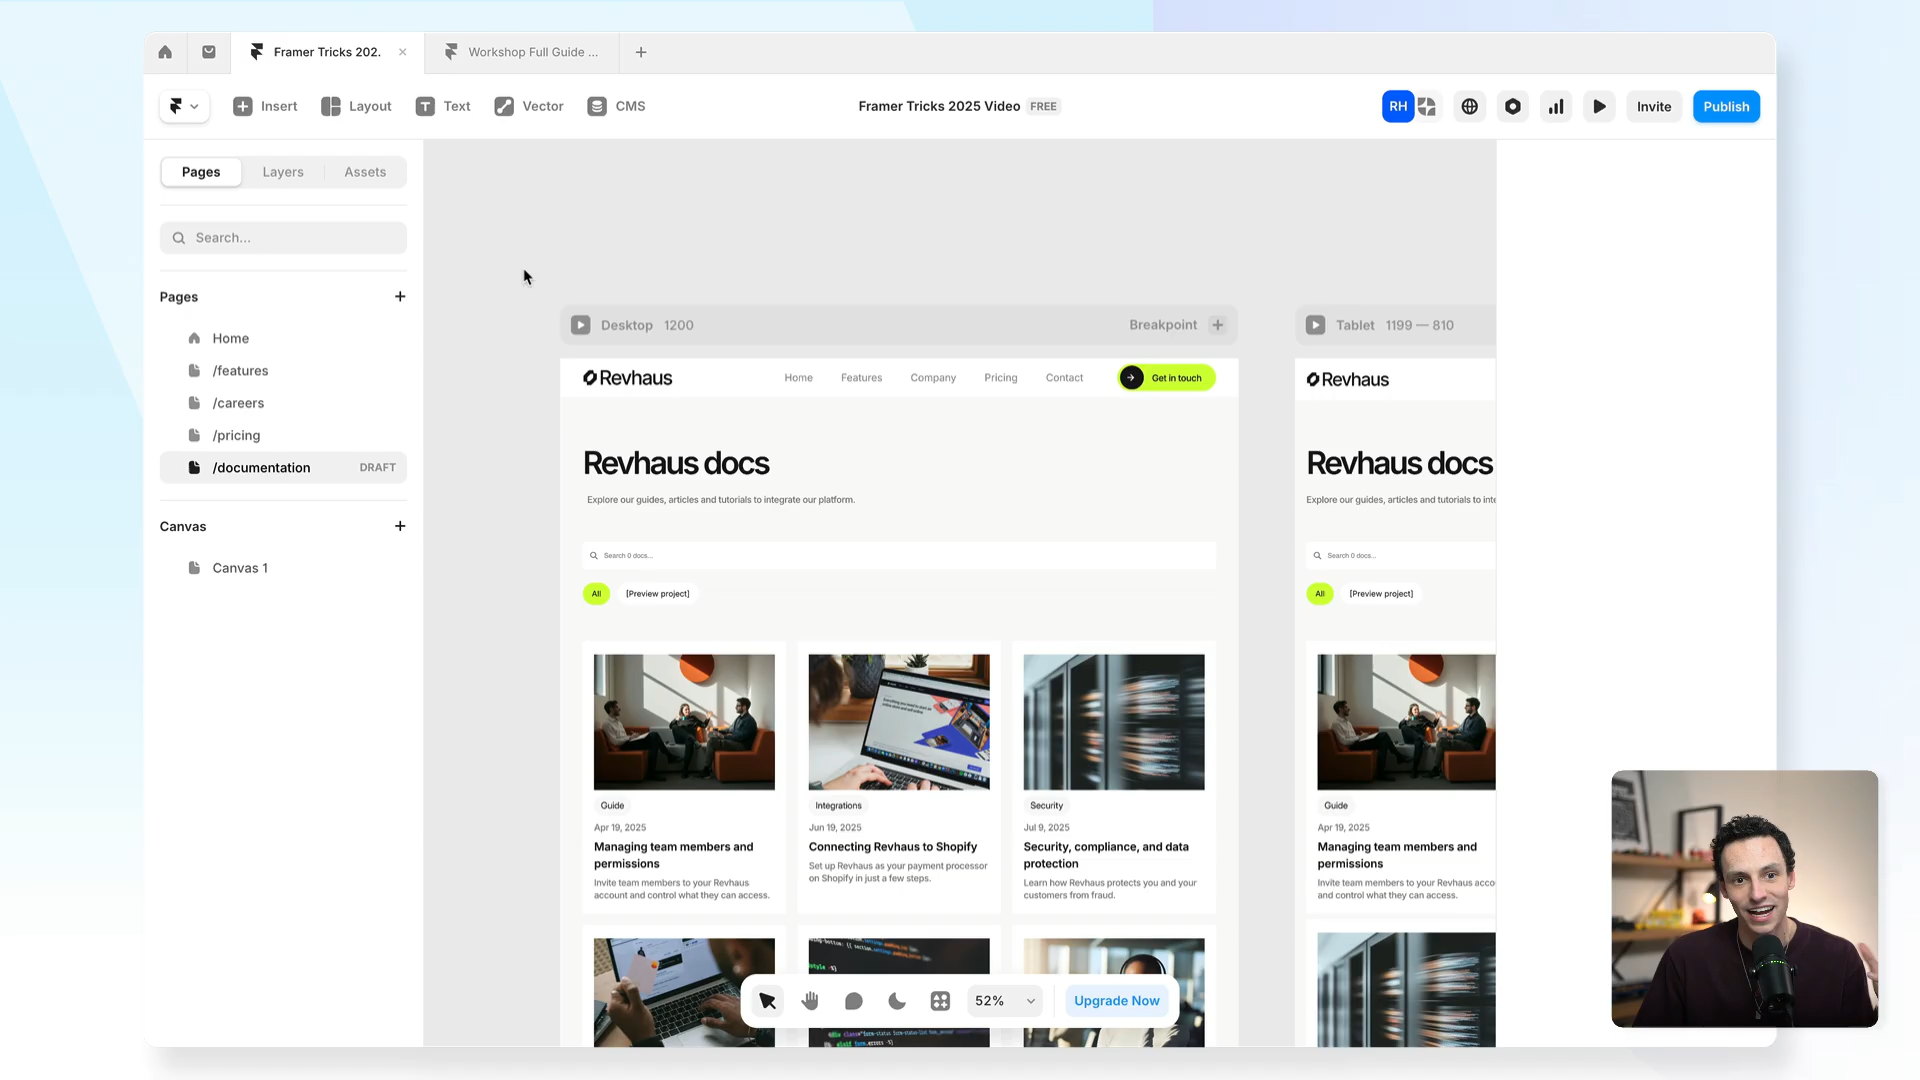 Framer Tricks 202.
Workshop Full Guide ...
Insert
Layout
Text
Vector
CMS
Framer Tricks 2025 Video FREE
RH
Invite
Publish
Pages
Layers
Assets
Search...
Pages
Home
/features
/careers
/pricing
/documentation DRAFT
Canvas
Canvas 1
Desktop 1200
Breakpoint
Revhaus
Home
Features
Company
Pricing
Contact
Get in touch
Revhaus docs
Explore our guides, articles and tutorials to integrate our platform.
Search 0 docs...
All
[Preview project]
Guide
Apr 19, 2025
Managing team members and
permissions
Invite team members to your Revhaus
account and control what they can access.
Integrations
Jun 19, 2025
Connecting Revhaus to Shopify
Set up Revhaus as your payment processor
on Shopify in just a few steps.
Security
Jul 9, 2025
Security, compliance, and data
protection
Learn how Revhaus protects you and your
customers from fraud.
Tablet 1199 — 810
Revhaus
Revhaus docs
Explore our guides, articles and tutorials to inte
Search 0 docs...
All
[Preview project]
Guide
Apr 19, 2025
Managing team members and
permissions
Invite team members to your Revhaus acco
and control what they can access.
52%
Upgrade Now